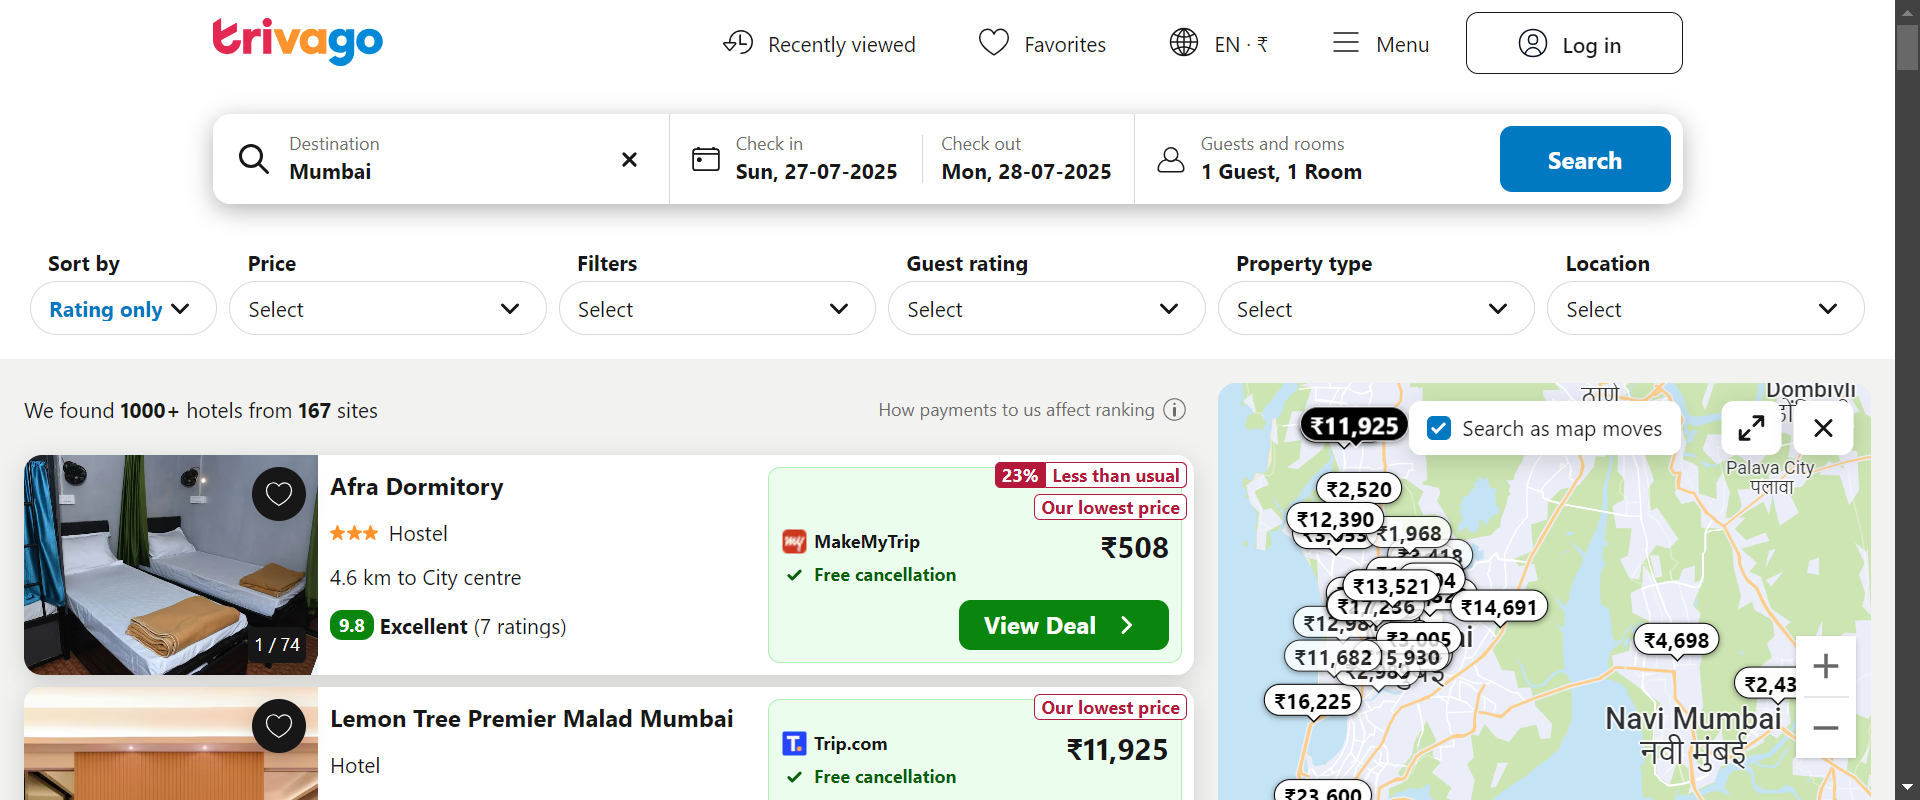 trivago
Recently viewed
Favorites
EN · ₹
Menu
Log in
Destination
Mumbai
Check in
Sun, 27-07-2025
Check out
Mon, 28-07-2025
Guests and rooms
1 Guest, 1 Room
Search
Sort by
Rating only
Price
Select
Filters
Select
Guest rating
Select
Property type
Select
Location
Select
We found 1000+ hotels from 167 sites
How payments to us affect ranking
Afra Dormitory
Hostel
4.6 km to City centre
9.8 Excellent (7 ratings)
1 / 74
23% Less than usual
Our lowest price
MakeMyTrip
₹508
Free cancellation
View Deal
Lemon Tree Premier Malad Mumbai
Hotel
Our lowest price
Trip.com
₹11,925
Free cancellation
ठाणे
Dombivli
₹11,925
Search as map moves
Palava City
पलावा
₹2,520
₹12,390
₹1,968
₹13,521
₹17,236
₹14,691
₹3,005
₹4,698
₹11,682
15,930
₹16,225
Navi Mumbai
नवी मुंबई
₹23,600